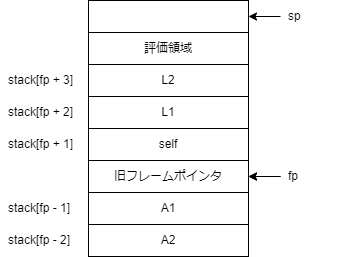 sp
評価領域
stack[fp + 3] L2
stack[fp + 2] L1
stack[fp + 1] self
旧フレームポインタ fp
stack[fp - 1] A1
stack[fp - 2] A2